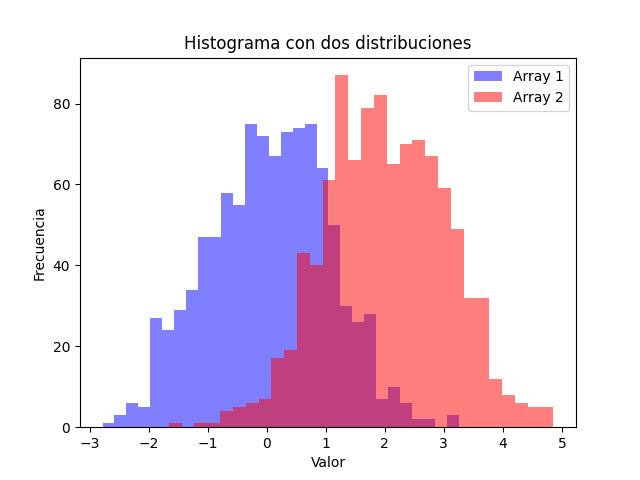 Histograma con dos distribuciones
Array 1
Array 2
Frecuencia
80
60
40
20
0
−3 −2 −1 0 1 2 3 4 5
Valor